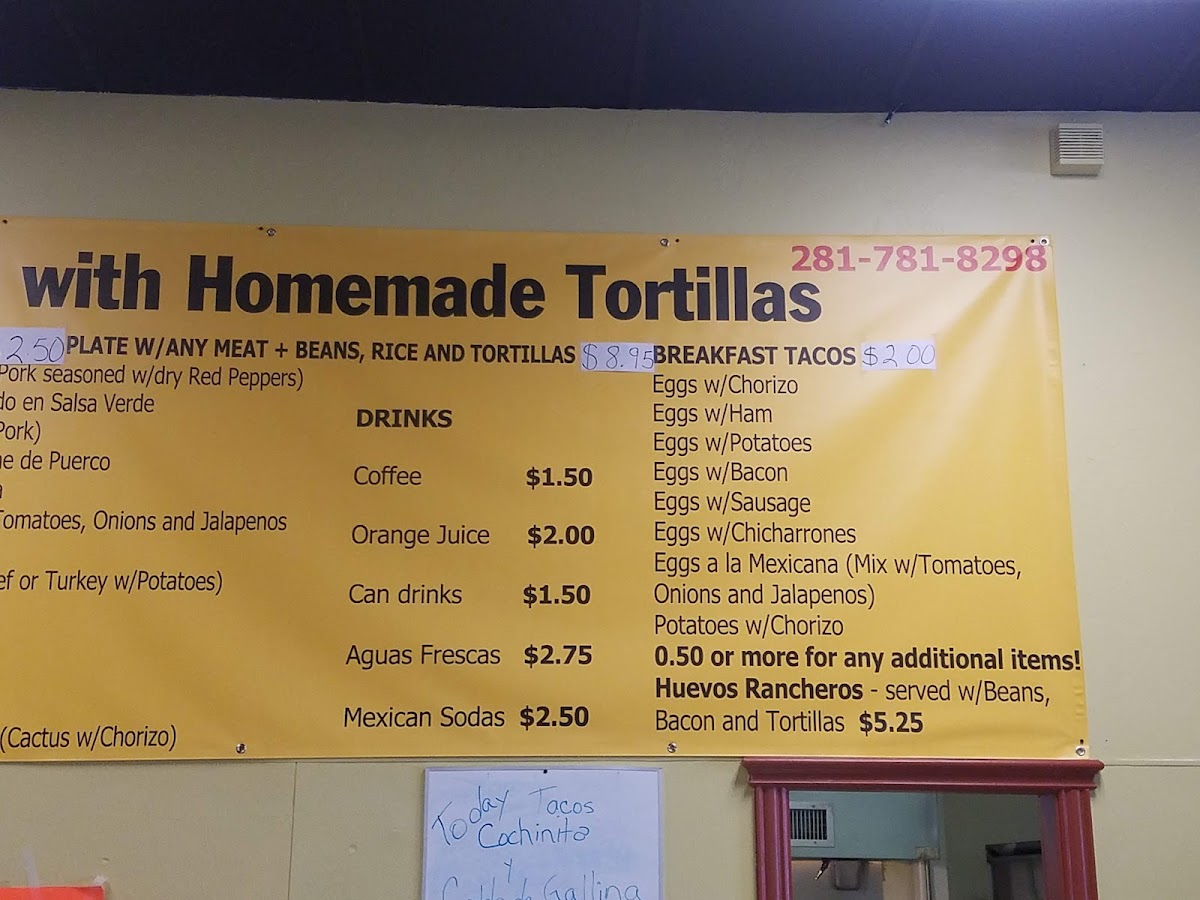 281-781-8298
with Homemade Tortillas
2.50 PLATE W/ANY MEAT + BEANS, RICE AND TORTILLAS $8.95
Pork seasoned w/dry Red Peppers)
do en Salsa Verde
Pork)
ne de Puerco
a
Tomatoes, Onions and Jalapenos
ef or Turkey w/Potatoes)
(Cactus w/Chorizo)
DRINKS
Coffee $1.50
Orange Juice $2.00
Can drinks $1.50
Aguas Frescas $2.75
Mexican Sodas $2.50
BREAKFAST TACOS $2.00
Eggs w/Chorizo
Eggs w/Ham
Eggs w/Potatoes
Eggs w/Bacon
Eggs w/Sausage
Eggs w/Chicharrones
Eggs a la Mexicana (Mix w/Tomatoes,
Onions and Jalapenos)
Potatoes w/Chorizo
0.50 or more for any additional items!
Huevos Rancheros - served w/Beans,
Bacon and Tortillas $5.25
Today Tacos
Cochinita
y
Caldo de Gallina